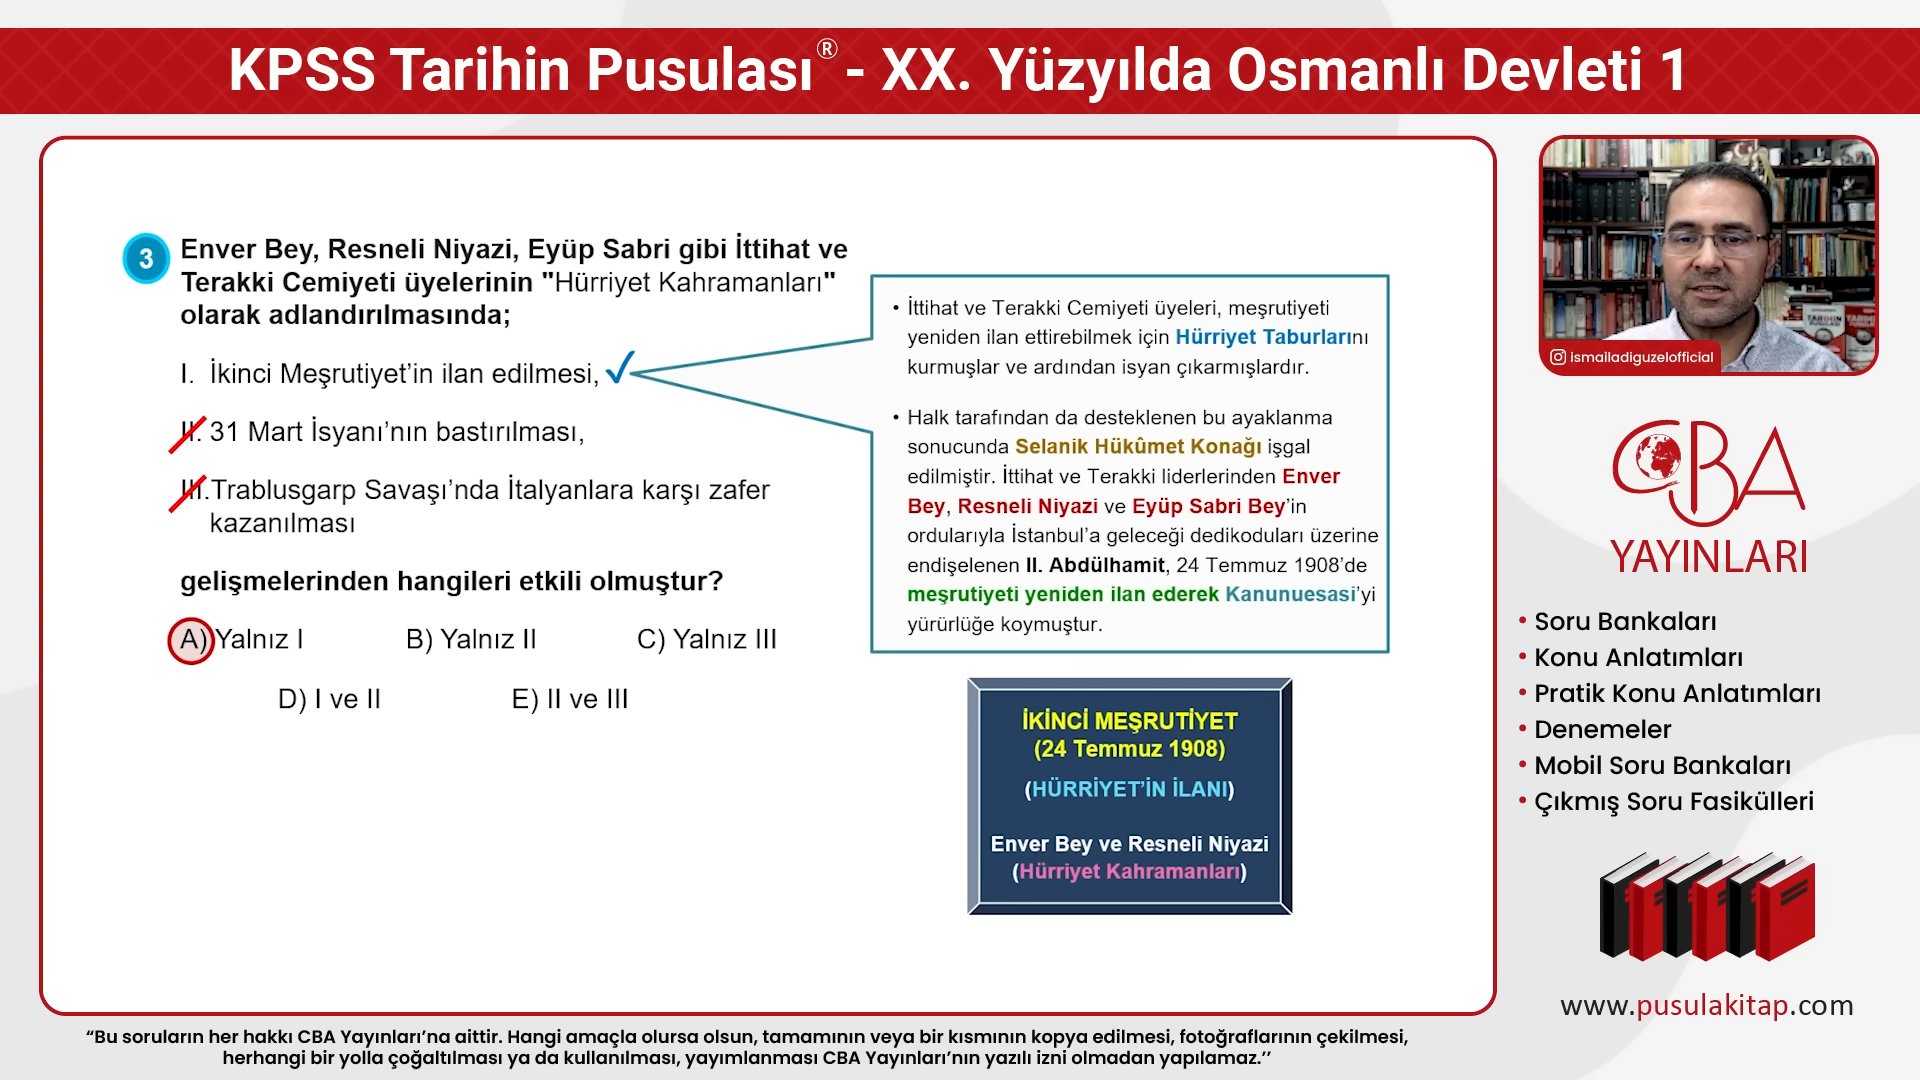 KPSS Tarihin Pusulası® - XX. Yüzyılda Osmanlı Devleti 1
3
Enver Bey, Resneli Niyazi, Eyüp Sabri gibi İttihat ve
Terakki Cemiyeti üyelerinin "Hürriyet Kahramanları"
olarak adlandırılmasında;
I. İkinci Meşrutiyet’in ilan edilmesi,
II. 31 Mart İsyanı’nın bastırılması,
III. Trablusgarp Savaşı’nda İtalyanlara karşı zafer
kazanılması
gelişmelerinden hangileri etkili olmuştur?
A) Yalnız I B) Yalnız II C) Yalnız III
D) I ve II E) II ve III
• İttihat ve Terakki Cemiyeti üyeleri, meşrutiyeti
yeniden ilan ettirebilmek için Hürriyet Taburlarını
kurmuşlar ve ardından isyan çıkarmışlardır.
• Halk tarafından da desteklenen bu ayaklanma
sonucunda Selanik Hükûmet Konağı işgal
edilmiştir. İttihat ve Terakki liderlerinden Enver
Bey, Resneli Niyazi ve Eyüp Sabri Bey’in
ordularıyla İstanbul’a geleceği dedikoduları üzerine
endişelenen II. Abdülhamit, 24 Temmuz 1908’de
meşrutiyeti yeniden ilan ederek Kanunuesasi’yi
yürürlüğe koymuştur.
İKİNCİ MEŞRUTİYET
(24 Temmuz 1908)
(HÜRRİYET’İN İLANI)
Enver Bey ve Resneli Niyazi
(Hürriyet Kahramanları)
ismailadiguzelofficial
CBA
YAYINLARI
• Soru Bankaları
• Konu Anlatımları
• Pratik Konu Anlatımları
• Denemeler
• Mobil Soru Bankaları
• Çıkmış Soru Fasikülleri
www.pusulakitap.com
“Bu soruların her hakkı CBA Yayınları’na aittir. Hangi amaçla olursa olsun, tamamının veya bir kısmının kopya edilmesi, fotoğraflarının çekilmesi,
herhangi bir yolla çoğaltılması ya da kullanılması, yayımlanması CBA Yayınları’nın yazılı izni olmadan yapılamaz.’’